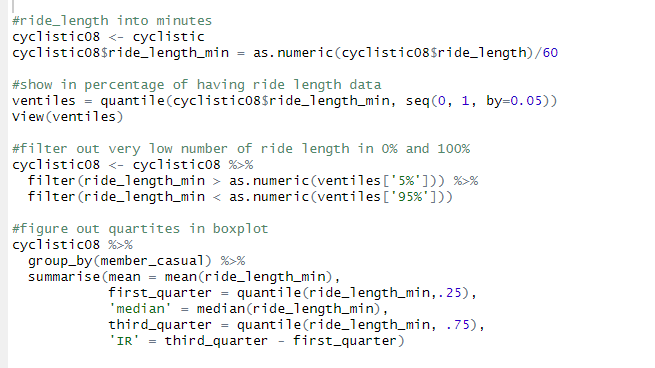 #ride_length into minutes
cyclistic08 <- cyclistic
cyclistic08$ride_length_min = as.numeric(cyclistic08$ride_length)/60
#show in percentage of having ride length data
ventiles = quantile(cyclistic08$ride_length_min, seq(0, 1, by=0.05))
view(ventiles)
#filter out very low number of ride length in 0% and 100%
cyclistic08 <- cyclistic08 %>%
filter(ride_length_min > as.numeric(ventiles['5%'])) %>%
filter(ride_length_min < as.numeric(ventiles['95%']))
#figure out quartites in boxplot
cyclistic08 %>%
group_by(member_casual) %>%
summarise(mean = mean(ride_length_min),
first_quarter = quantile(ride_length_min,.25),
'median' = median(ride_length_min),
third_quarter = quantile(ride_length_min, .75),
'IR' = third_quarter - first_quarter)